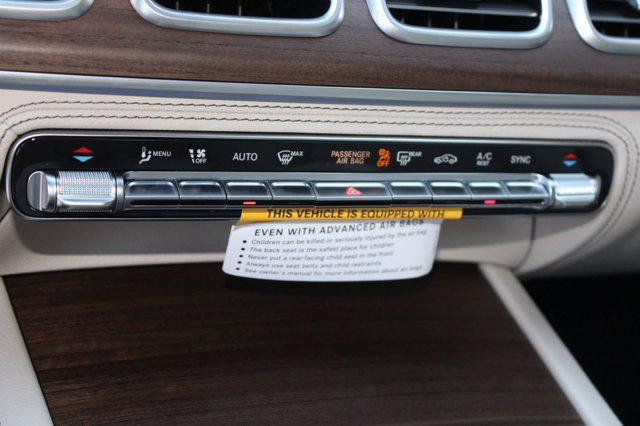 MENU OFF AUTO MAX PASSENGER AIR BAG OFF REAR A/C REST SYNC
THIS VEHICLE IS EQUIPPED WITH
EVEN WITH ADVANCED AIR BAGS
• Children can be killed or seriously injured by the air bag
• The back seat is the safest place for children
• Never put a rear-facing child seat in the front
• Always use seat belts and child restraints
• See owner's manual for more information about air bags